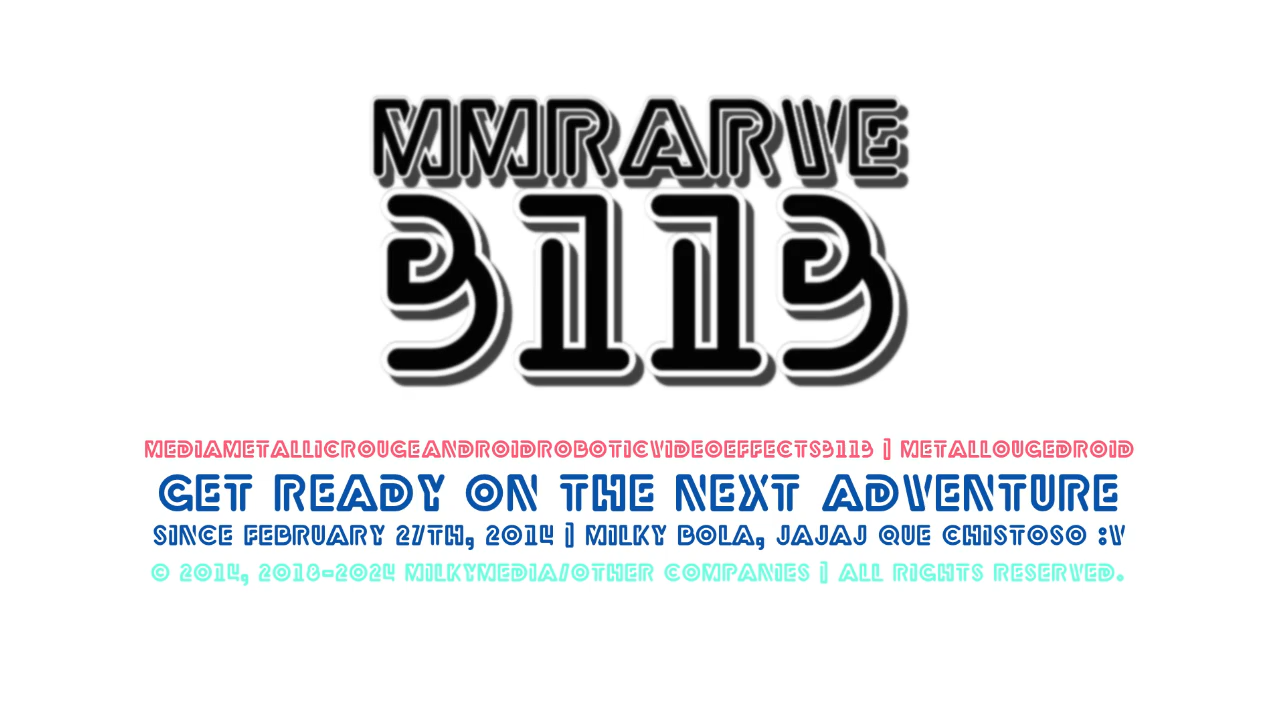 MMRARVE
3113
MEDIAMETALLICROUGEANDROIDROBOTICVIDEOEFFECTS3113 | METALLOUGEDROID
GET READY ON THE NEXT ADVENTURE
SINCE FEBRUARY 27TH, 2014 | MILKY BOLA, JAJAJ QUE CHISTOSO :V
© 2014, 2018-2024 MILKYMEDIA/OTHER COMPANIES | ALL RIGHTS RESERVED.